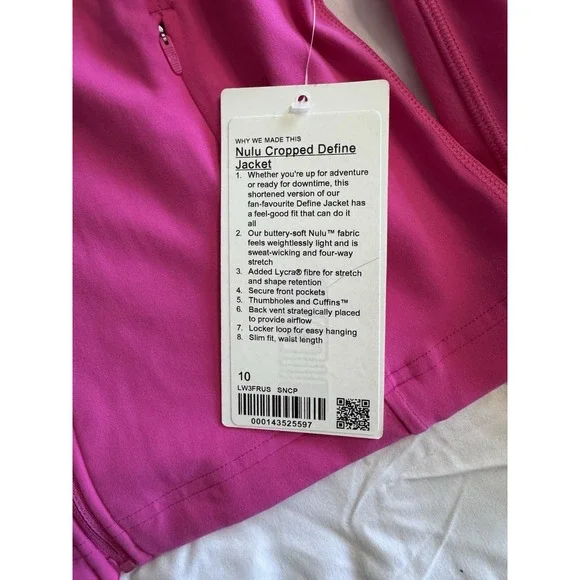 WHY WE MADE THIS
Nulu Cropped Define
Jacket
1. Whether you're up for adventure
or ready for downtime, this
shortened version of our
fan-favourite Define Jacket has
a feel-good fit that can do it
all
2. Our buttery-soft Nulu™ fabric
feels weightlessly light and is
sweat-wicking and four-way
stretch
3. Added Lycra® fibre for stretch
and shape retention
4. Secure front pockets
5. Thumbholes and Cuffins™
6. Back vent strategically placed
to provide airflow
7. Locker loop for easy hanging
8. Slim fit, waist length
10
LW3FRUS SNCP
000143525597